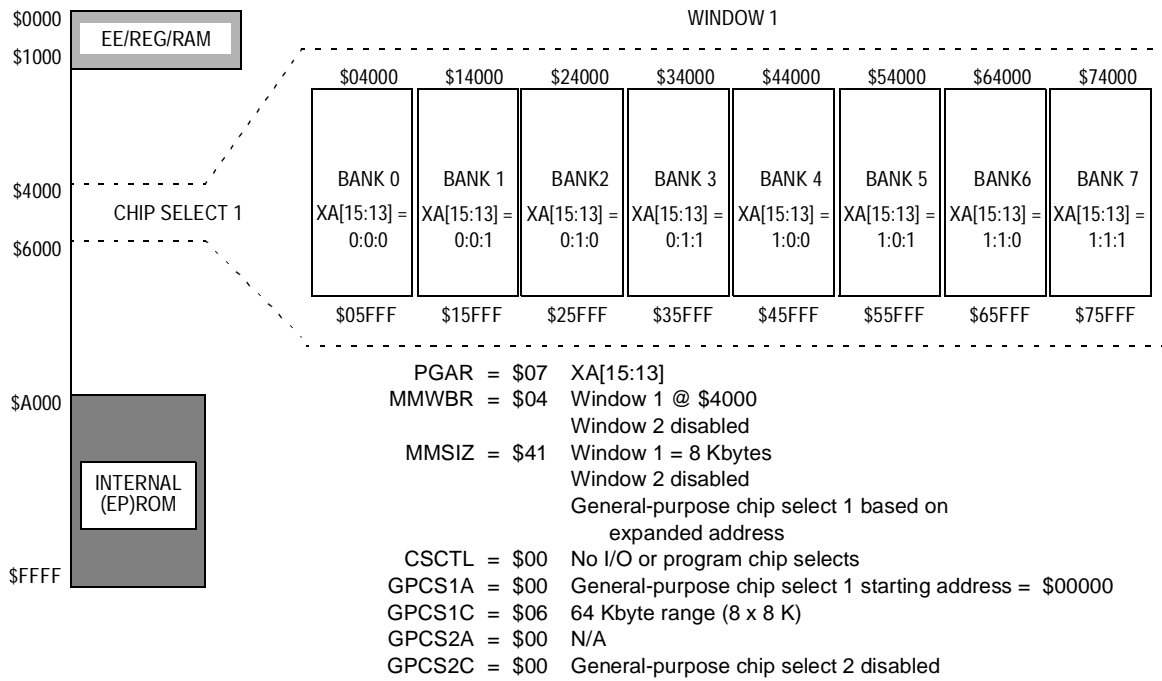 $0000
EE/REG/RAM
$1000
$4000
CHIP SELECT 1
$6000
$A000
INTERNAL
(EP)ROM
$FFFF
WINDOW 1
$04000 $14000 $24000 $34000 $44000 $54000 $64000 $74000
BANK 0 BANK 1 BANK2 BANK 3 BANK 4 BANK 5 BANK6 BANK 7
XA[15:13] = XA[15:13] = XA[15:13] = XA[15:13] = XA[15:13] = XA[15:13] = XA[15:13] = XA[15:13] =
0:0:0 0:0:1 0:1:0 0:1:1 1:0:0 1:0:1 1:1:0 1:1:1
$05FFF $15FFF $25FFF $35FFF $45FFF $55FFF $65FFF $75FFF
PGAR = $07 XA[15:13]
MMWBR = $04 Window 1 @ $4000
Window 2 disabled
MMSIZ = $41 Window 1 = 8 Kbytes
Window 2 disabled
General-purpose chip select 1 based on
expanded address
CSCTL = $00 No I/O or program chip selects
GPCS1A = $00 General-purpose chip select 1 starting address = $00000
GPCS1C = $06 64 Kbyte range (8 x 8 K)
GPCS2A = $00 N/A
GPCS2C = $00 General-purpose chip select 2 disabled